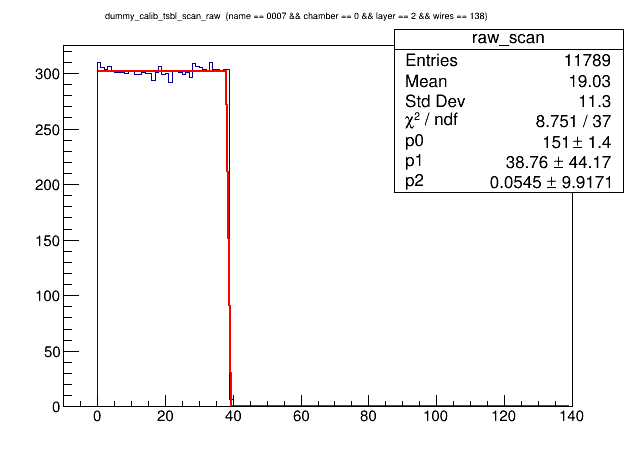 dummy_calib_tsbl_scan_raw (name == 0007 && chamber == 0 && layer == 2 && wires == 138)
raw_scan
Entries 11789
Mean 19.03
Std Dev 11.3
χ² / ndf 8.751 / 37
p0 151 ± 1.4
p1 38.76 ± 44.17
p2 0.0545 ± 9.9171
300
250
200
150
100
50
0
0 20 40 60 80 100 120 140